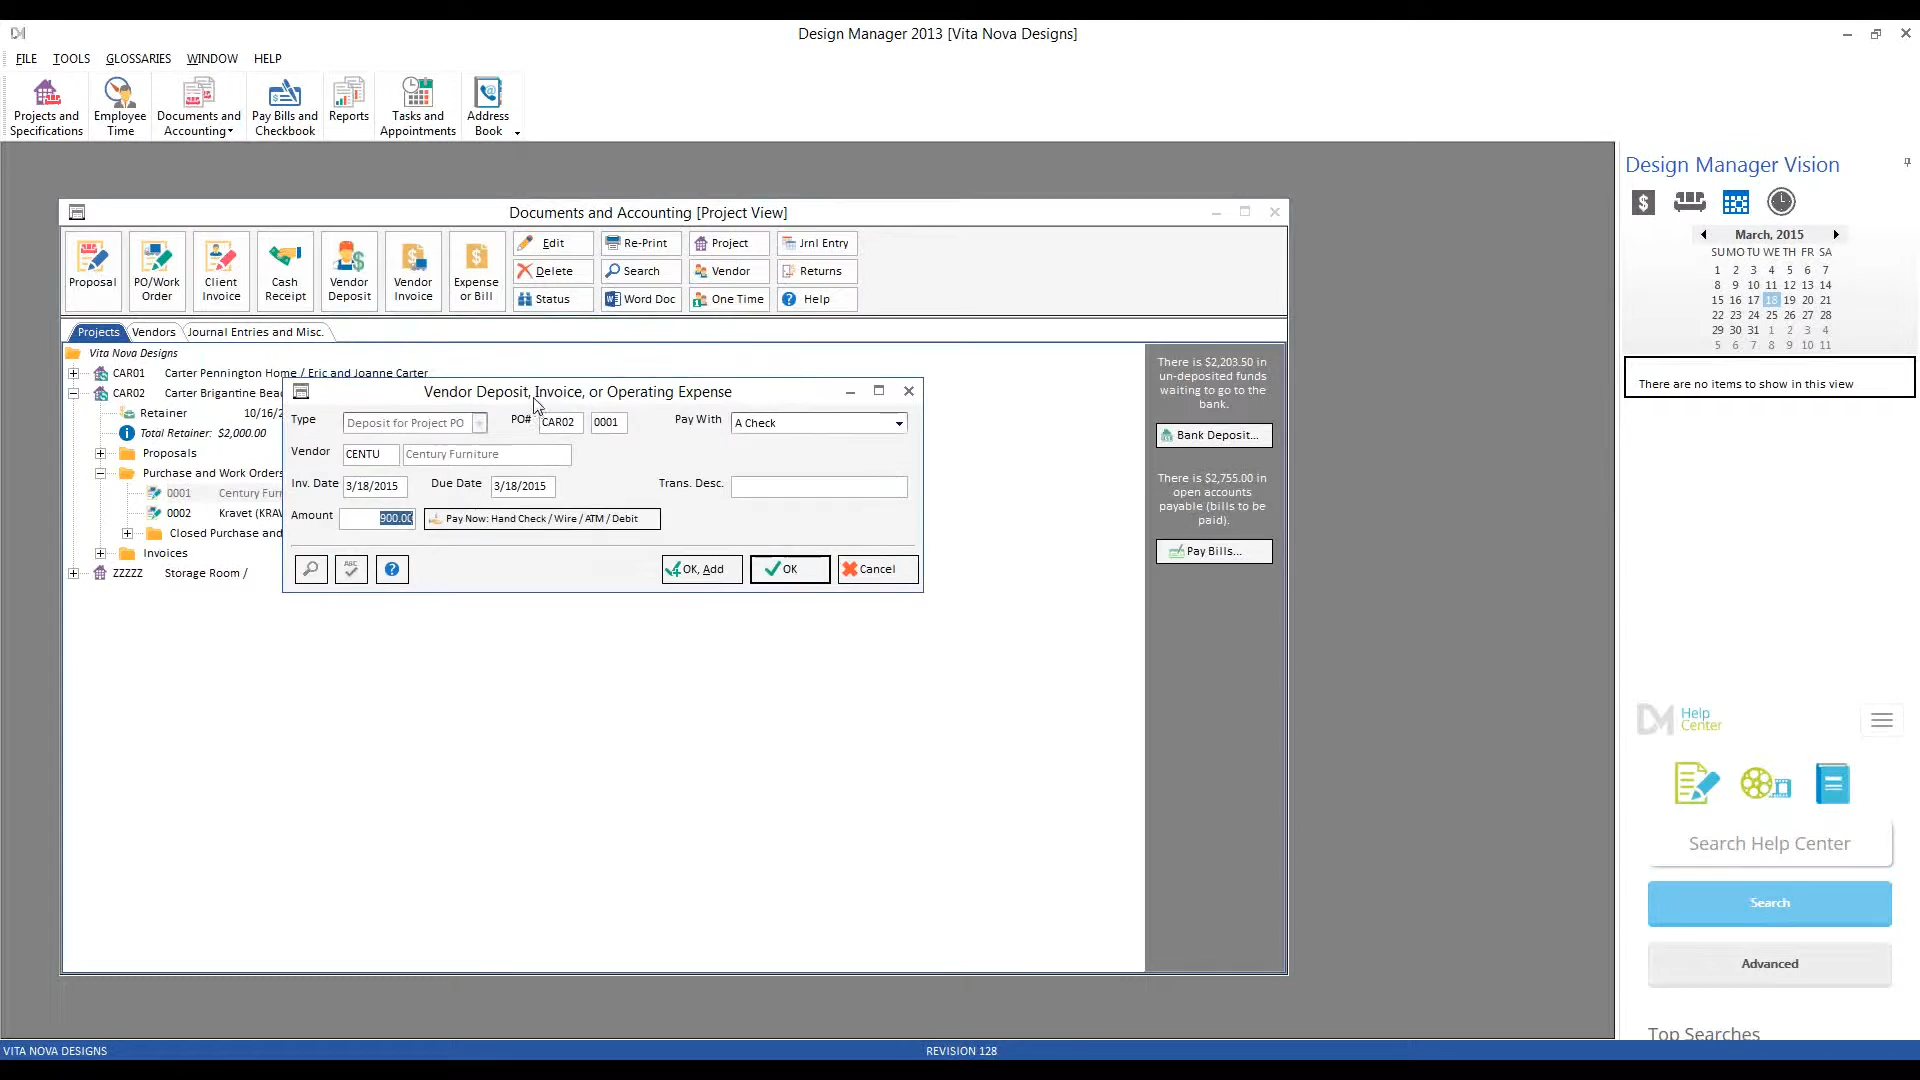 Design Manager 2013 [Vita Nova Designs]
FILE TOOLS GLOSSARIES WINDOW HELP
Projects and Specifications
Employee Time
Documents and Accounting
Pay Bills and Checkbook
Reports
Tasks and Appointments
Address Book
Design Manager Vision
March, 2015
SU MO TU WE TH FR SA
1 2 3 4 5 6 7
8 9 10 11 12 13 14
15 16 17 18 19 20 21
22 23 24 25 26 27 28
29 30 31 1 2 3 4
5 6 7 8 9 10 11
There are no items to show in this view
Documents and Accounting [Project View]
Proposal
PO/Work Order
Client Invoice
Cash Receipt
Vendor Deposit
Vendor Invoice
Expense or Bill
Edit Re-Print Project Jrnl Entry
Delete Search Vendor Returns
Status Word Doc One Time Help
Projects Vendors Journal Entries and Misc.
Vita Nova Designs
CAR01 Carter Pennington Home / Eric and Joanne Carter
CAR02 Carter Brigantine
Retainer 10/16/2
Total Retainer: $2,000.00
Proposals
Purchase and Work Orders
0001 Century
0002 Kravet
Closed Purchase and
Invoices
ZZZZZ Storage Room /
Vendor Deposit, Invoice, or Operating Expense
Type Deposit for Project PO PO# CAR02 0001 Pay With A Check
Vendor CENTU Century Furniture
Inv. Date 3/18/2015 Due Date 3/18/2015 Trans. Desc.
Amount 900.00 Pay Now: Hand Check / Wire / ATM / Debit
ABC ? OK, Add OK Cancel
There is $2,203.50 in
un-deposited funds
waiting to go to the
bank.
Bank Deposit...
There is $2,755.00 in
open accounts
payable (bills to be
paid).
Pay Bills...
DM Help
Center
Search Help Center
Search
Advanced
Top Searches
VITA NOVA DESIGNS REVISION 128